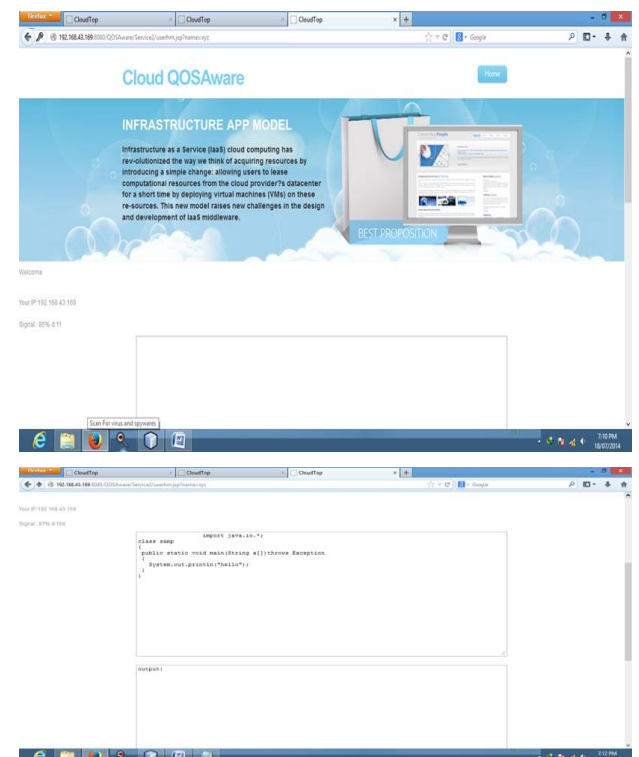 Firefox
CloudTop
CloudTop
CloudTop
192.168.43.169:8080/QOSAware/Service2/userhm.jsp?name=xyz
Google
Cloud QOSAware
Home
INFRASTRUCTURE APP MODEL
Infrastructure as a Service (IaaS) cloud computing has
rev-olutionized the way we think of acquiring resources by
introducing a simple change: allowing users to lease
computational resources from the cloud provider?s datacenter
for a short time by deploying virtual machines (VMs) on these
re-sources. This new model raises new challenges in the design
and development of IaaS middleware.
BEST PROPOSITION
Welcome
Your IP:192.168.43.169
Signal : 85%
Scan For virus and spywares
7:10 PM
18/07/2014
Firefox
CloudTop
CloudTop
CloudTop
192.168.43.169:8080/QOSAware/Service2/userhm.jsp?name=xyz
Google
Your IP:192.168.43.169
Signal : 87%
import java.io.*;
class samp
{
public static void main(String a[])throws Exception
{
System.out.println("hello");
}
}
output:
7:12 PM